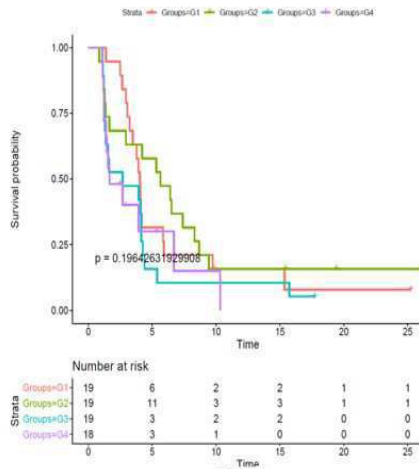 Strata Groups=G1 Groups=G2 Groups=G3 Groups=G4
1.00
0.75
0.50
0.25
0.00
Survival probability
p = 0.19642631929908
0 5 10 15 20 25
Time
Number at risk
Strata
Groups=G1 19 6 2 2 1 1
Groups=G2 19 11 3 3 1 1
Groups=G3 19 3 2 2 0 0
Groups=G4 18 3 1 0 0 0
0 5 10 15 20 25
Time